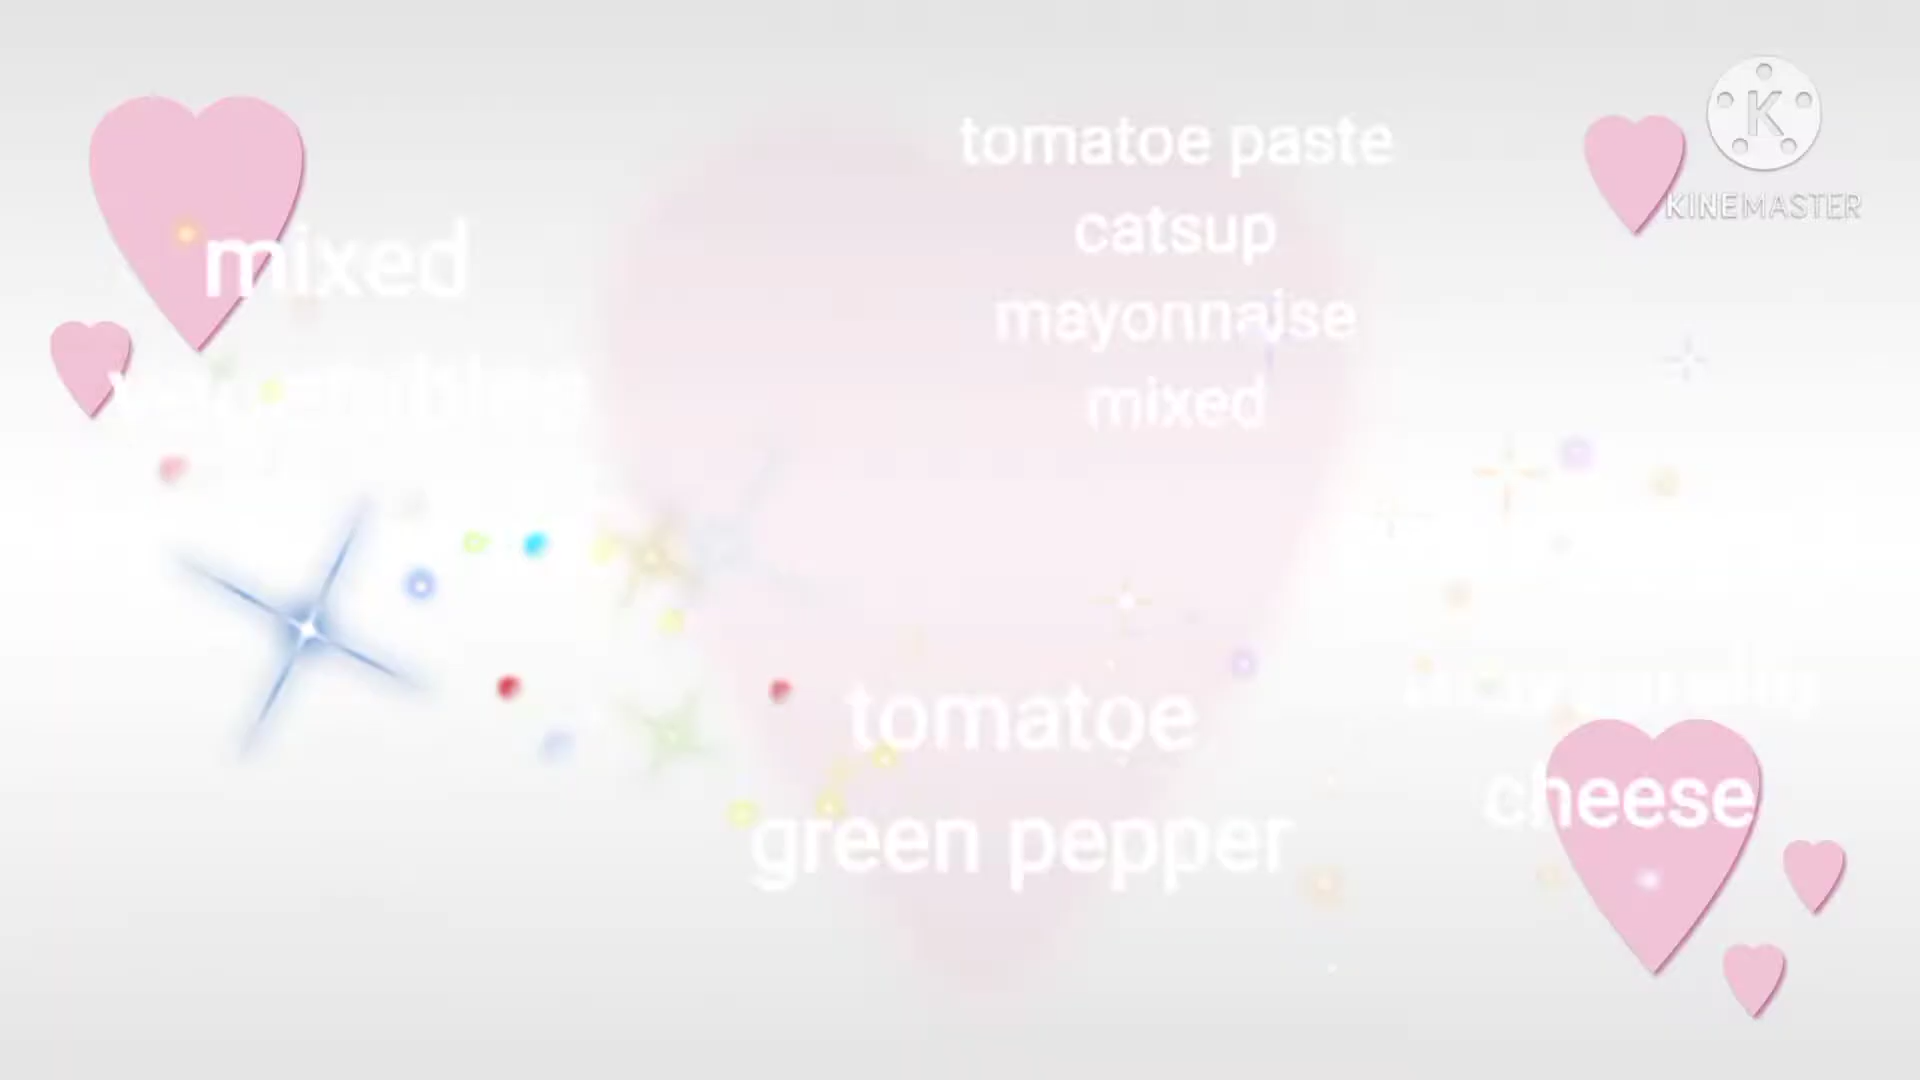 mixed
tomatoe paste
catsup
mayonnaise
mixed
tomatoe
green pepper
cheese
K
KINEMASTER